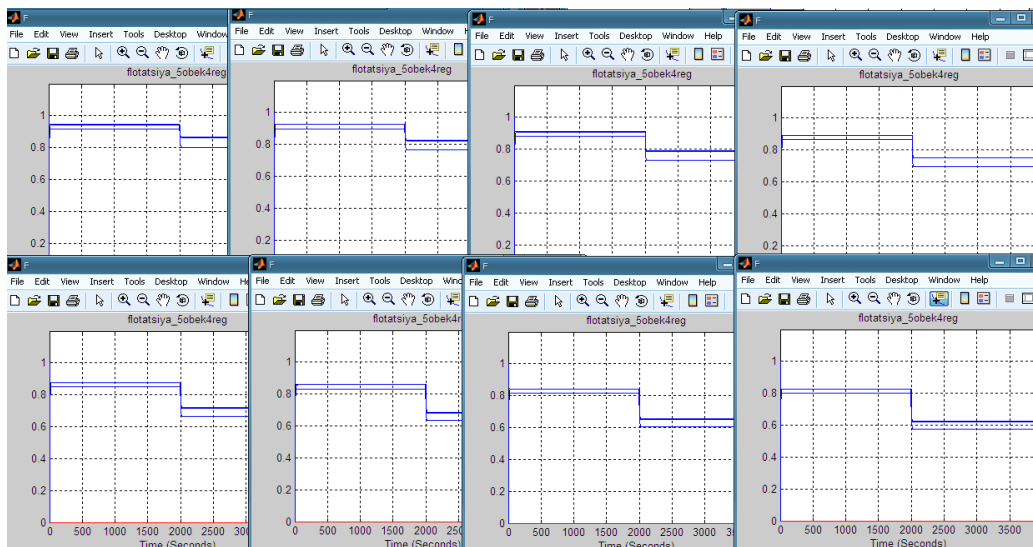 F
File Edit View Insert Tools Desktop Window
flotatsiya_5obek4reg
1
0.8
0.6
0.4
0.2
F
File Edit View Insert Tools Desktop Window
flotatsiya_5obek4reg
1
0.8
0.6
0.4
0.2
F
File Edit View Insert Tools Desktop Window Help
flotatsiya_5obek4reg
1
0.8
0.6
0.4
0.2
F
File Edit View Insert Tools Desktop Window Help
flotatsiya_5obek4reg
1
0.8
0.6
0.4
0.2
F
File Edit View Insert Tools Desktop Window
flotatsiya_5obek4reg
1
0.8
0.6
0.4
0.2
0
0 500 1000 1500 2000 2500
Time (Seconds)
F
File Edit View Insert Tools Desktop Window
flotatsiya_5obek4r
1
0.8
0.6
0.4
0.2
0
0 500 1000 1500 2000
Time (Seconds)
F
File Edit View Insert Tools Desktop Window Help
flotatsiya_5obek4reg
1
0.8
0.6
0.4
0.2
0
0 500 1000 1500 2000 2500 3000
Time (Seconds)
F
File Edit View Insert Tools Desktop Window Help
flotatsiya_5obek4reg
1
0.8
0.6
0.4
0.2
0
0 500 1000 1500 2000 2500 3000
Time (Seconds)